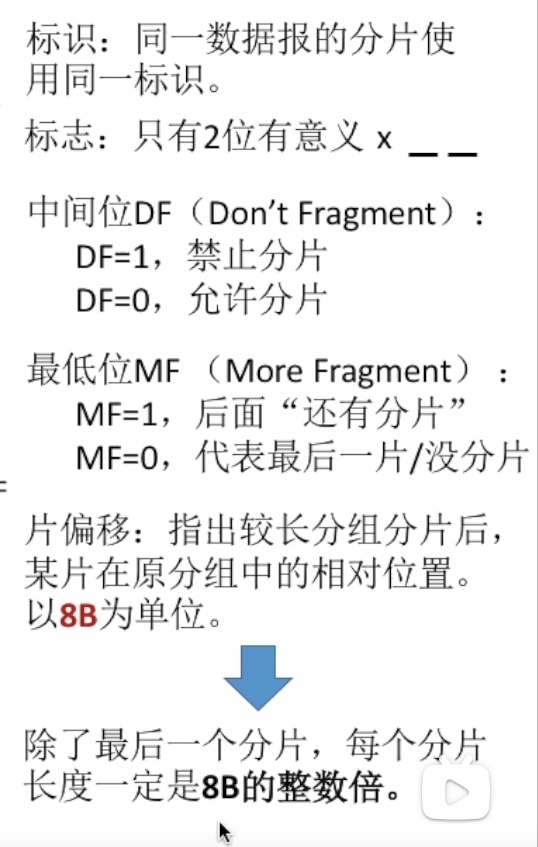 标识：同一数据报的分片使
用同一标识。
标志：只有2位有意义 x _ _
中间位DF（Don’t Fragment）：
DF=1，禁止分片
DF=0，允许分片
最低位MF （More Fragment）：
MF=1，后面“还有分片”
MF=0，代表最后一片/没分片
片偏移：指出较长分组分片后，
某片在原分组中的相对位置。
以8B为单位。
除了最后一个分片，每个分片
长度一定是8B的整数倍。